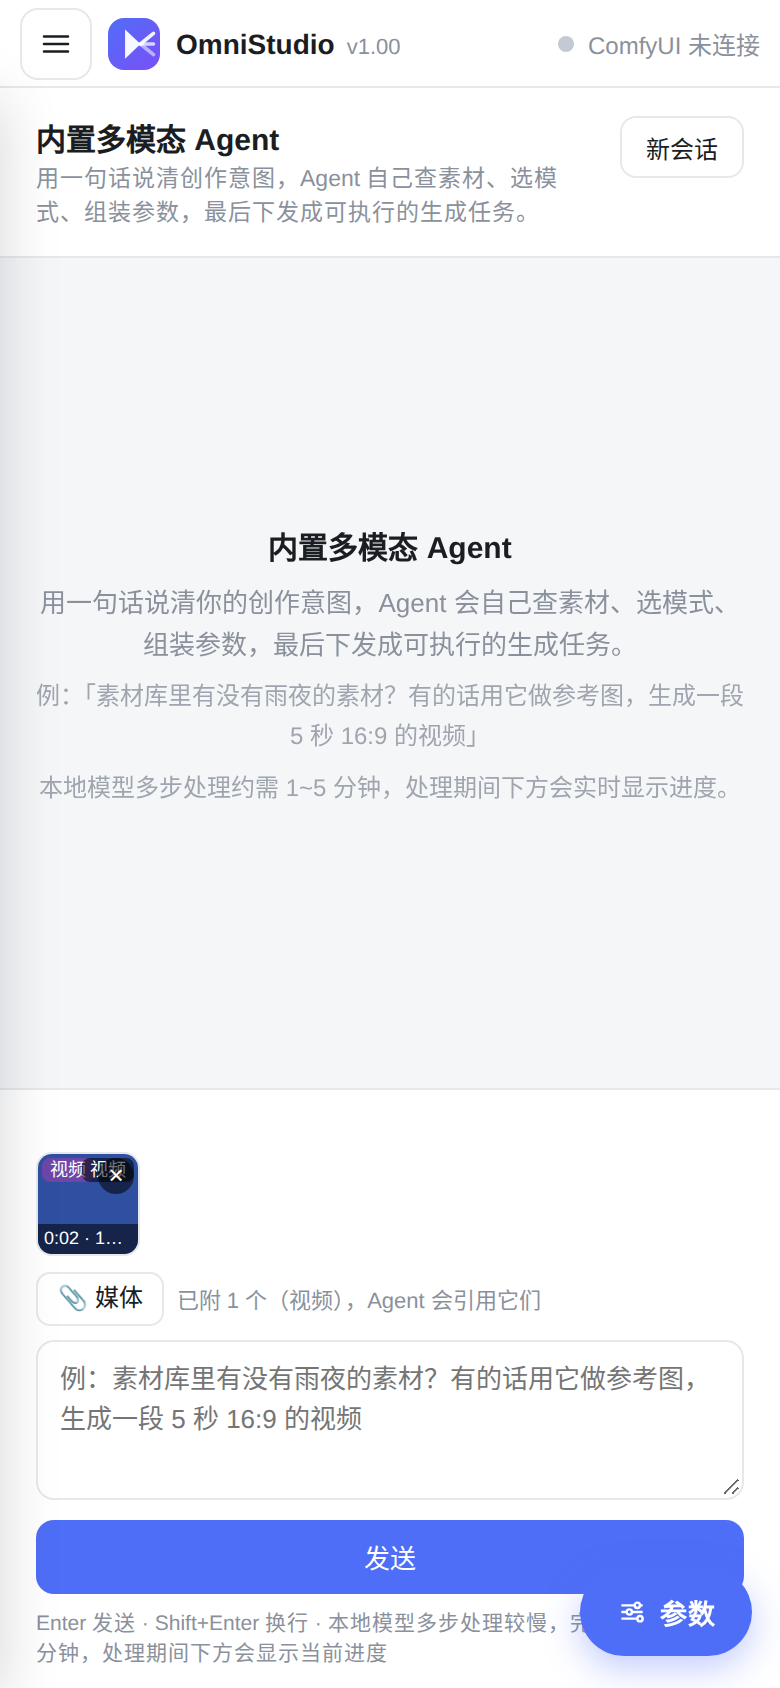 OmniStudio v1.00
ComfyUI 未连接
内置多模态 Agent
新会话
用一句话说清创作意图，Agent 自己查素材、选模
式、组装参数，最后下发成可执行的生成任务。
内置多模态 Agent
用一句话说清你的创作意图，Agent 会自己查素材、选模式、
组装参数，最后下发成可执行的生成任务。
例：「素材库里有没有雨夜的素材？有的话用它做参考图，生成一段
5 秒 16:9 的视频」
本地模型多步处理约需 1~5 分钟，处理期间下方会实时显示进度。
视频 视频
0:02 · 1…
📎 媒体
已附 1 个（视频），Agent 会引用它们
例：素材库里有没有雨夜的素材？有的话用它做参考图，
生成一段 5 秒 16:9 的视频
发送
Enter 发送 · Shift+Enter 换行 · 本地模型多步处理较慢，
分钟，处理期间下方会显示当前进度
参数